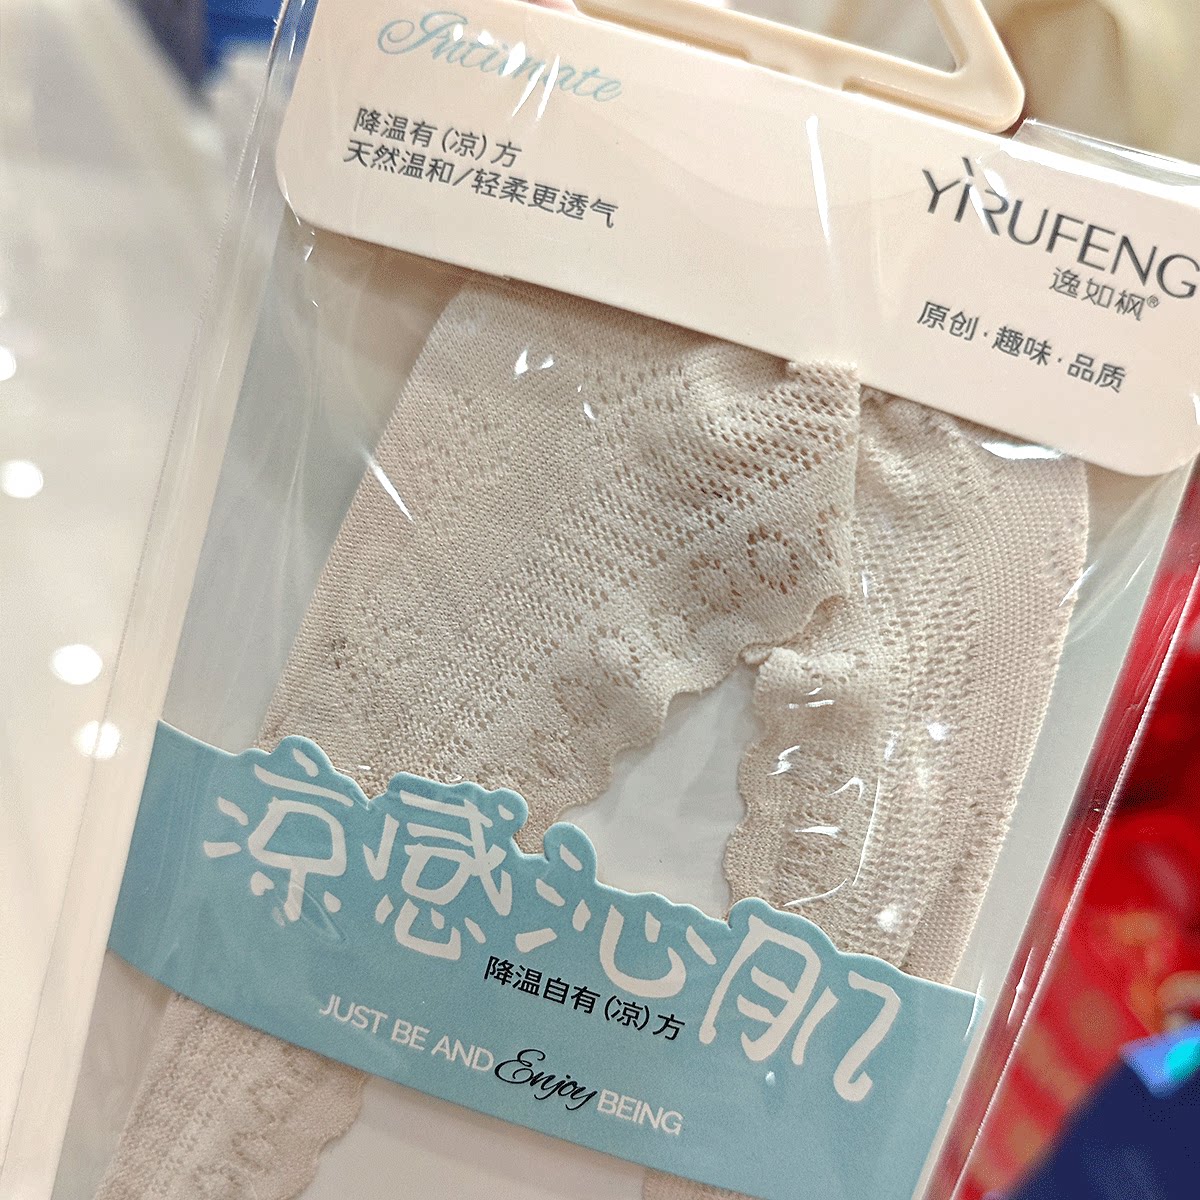 Intimate
降温有(凉)方
天然温和/轻柔更透气
YIRUFENG
逸如枫®
原创·趣味·品质
凉感沁肌
降温自有(凉)方
JUST BE AND Enjoy BEING